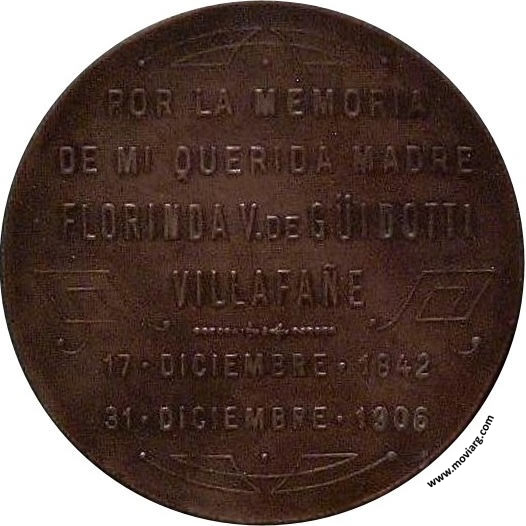 POR LA MEMORIA
DE MI QUERIDA MADRE
FLORINDA V. DE GÜIDOTTI
VILLAFAÑE
17 · DICIEMBRE · 1842
31 · DICIEMBRE · 1906
www.moviarg.com